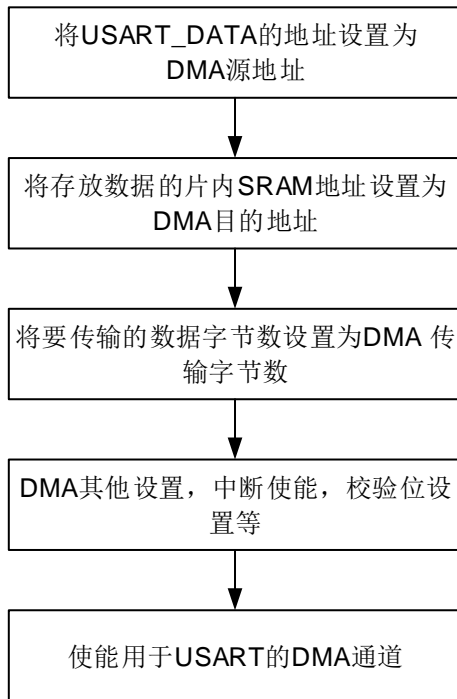 将USART_DATA的地址设置为
DMA源地址
将存放数据的片内SRAM地址设置为
DMA目的地址
将要传输的数据字节数设置为DMA 传
输字节数
DMA其他设置，中断使能，校验位设
置等
使能用于USART的DMA通道